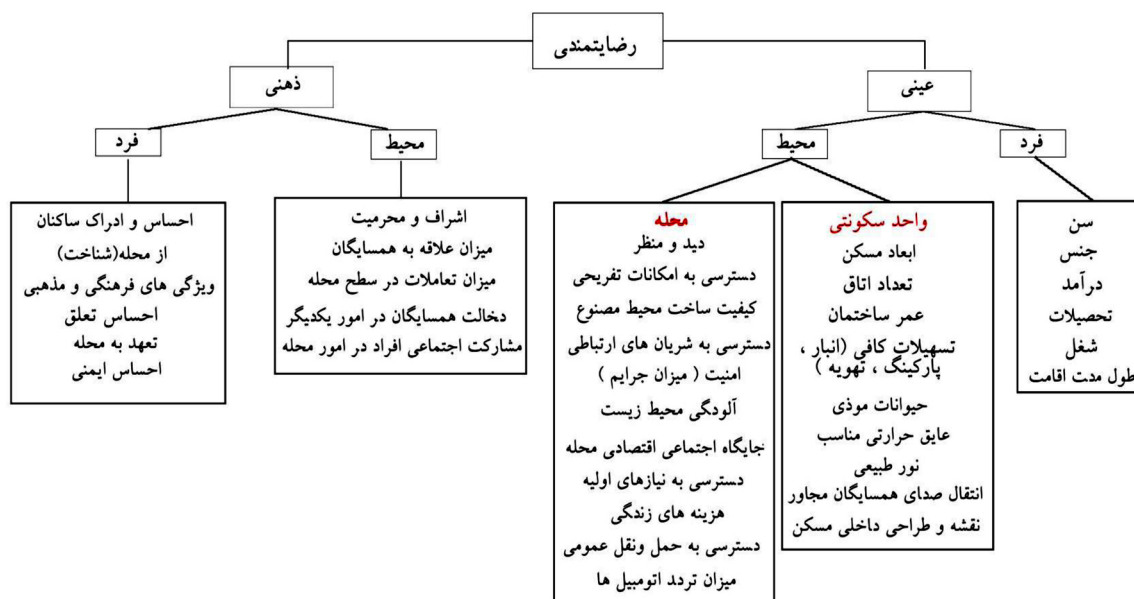 رضایتمندی
عینی
ذهنی
فرد
محیط
محیط
فرد
سن
جنس
درآمد
تحصیلات
شغل
طول مدت اقامت
واحد سکونتی
ابعاد مسکن
تعداد اتاق
عمر ساختمان
تسهیلات کافی (انبار ،
پارکینگ ، تهویه )
حیوانات موذی
عایق حرارتی مناسب
نور طبیعی
انتقال صدای همسایگان مجاور
نقشه و طراحی داخلی مسکن
محله
دید و منظر
دسترسی به امکانات تفریحی
کیفیت ساخت محیط مصنوع
دسترسی به شریان های ارتباطی
امنیت ( میزان جرایم )
آلودگی محیط زیست
جایگاه اجتماعی اقتصادی محله
دسترسی به نیازهای اولیه
هزینه های زندگی
دسترسی به حمل ونقل عمومی
میزان تردد اتومبیل ها
اشراف و محرمیت
میزان علاقه به همسایگان
میزان تعاملات در سطح محله
دخالت همسایگان در امور یکدیگر
مشارکت اجتماعی افراد در امور محله
احساس و ادراک ساکنان
از محله(شناخت)
ویژگی های فرهنگی و مذهبی
احساس تعلق
تعهد به محله
احساس ایمنی